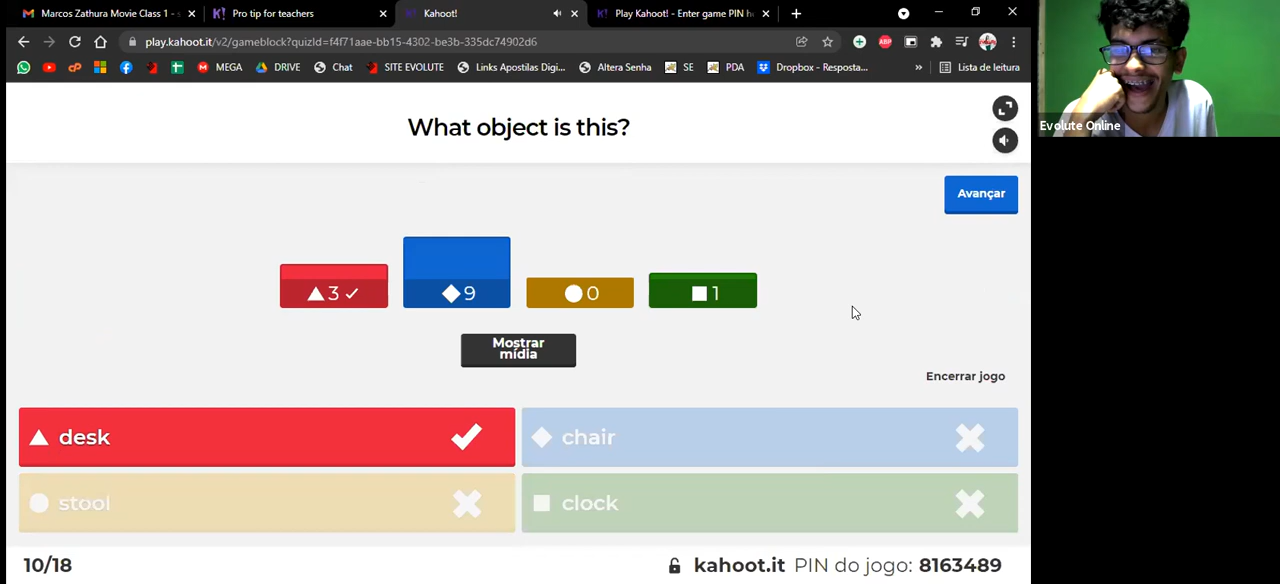 Marcos Zathura Movie Class 1 -
Pro tip for teachers
Kahoot!
Play Kahoot! - Enter game PIN h
play.kahoot.it/v2/gameblock?quizId=f4f71aae-bb15-4302-be3b-335dc74902d6
MEGA
DRIVE
Chat
SITE EVOLUTE
Links Apostilas Digi...
Altera Senha
SE
PDA
Dropbox - Resposta...
»
Lista de leitura
Evolute Online
What object is this?
Avançar
3
9
0
1
Mostrar
mídia
Encerrar jogo
desk
chair
stool
clock
10/18
kahoot.it PIN do jogo: 8163489